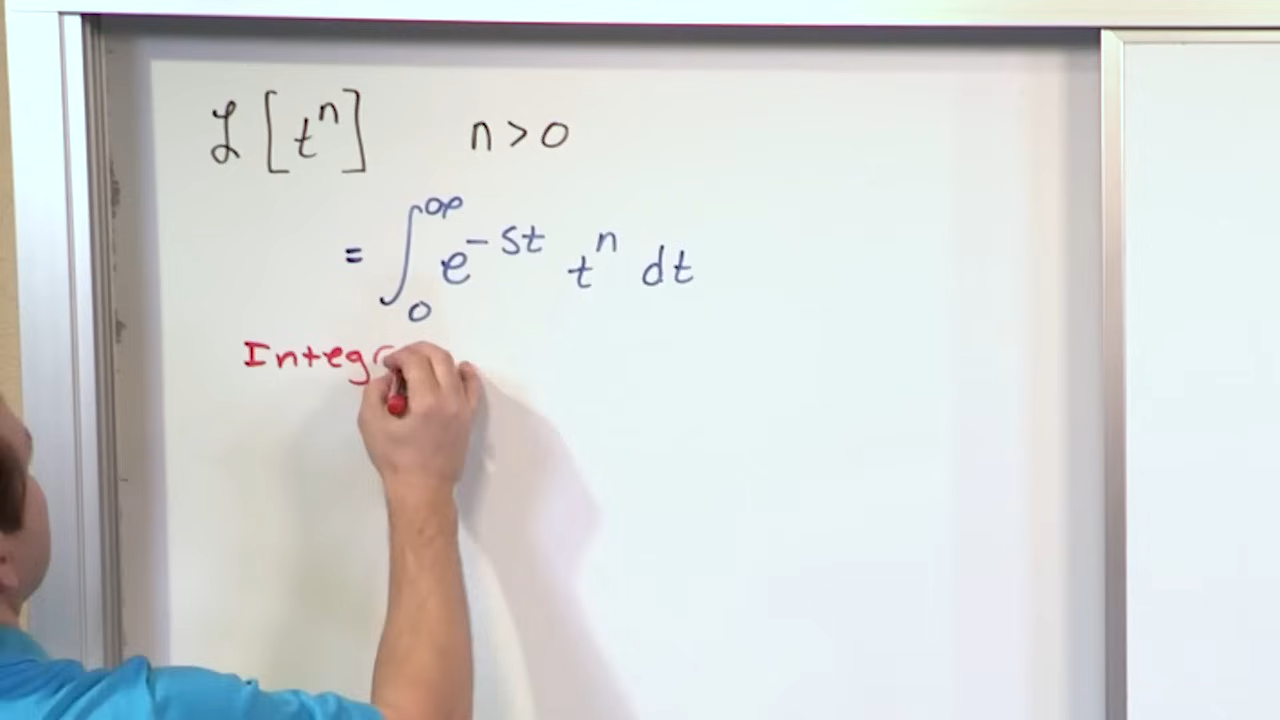 ℒ[tⁿ] n > 0
= ∫₀^∞ e^{-st} tⁿ dt
Integr